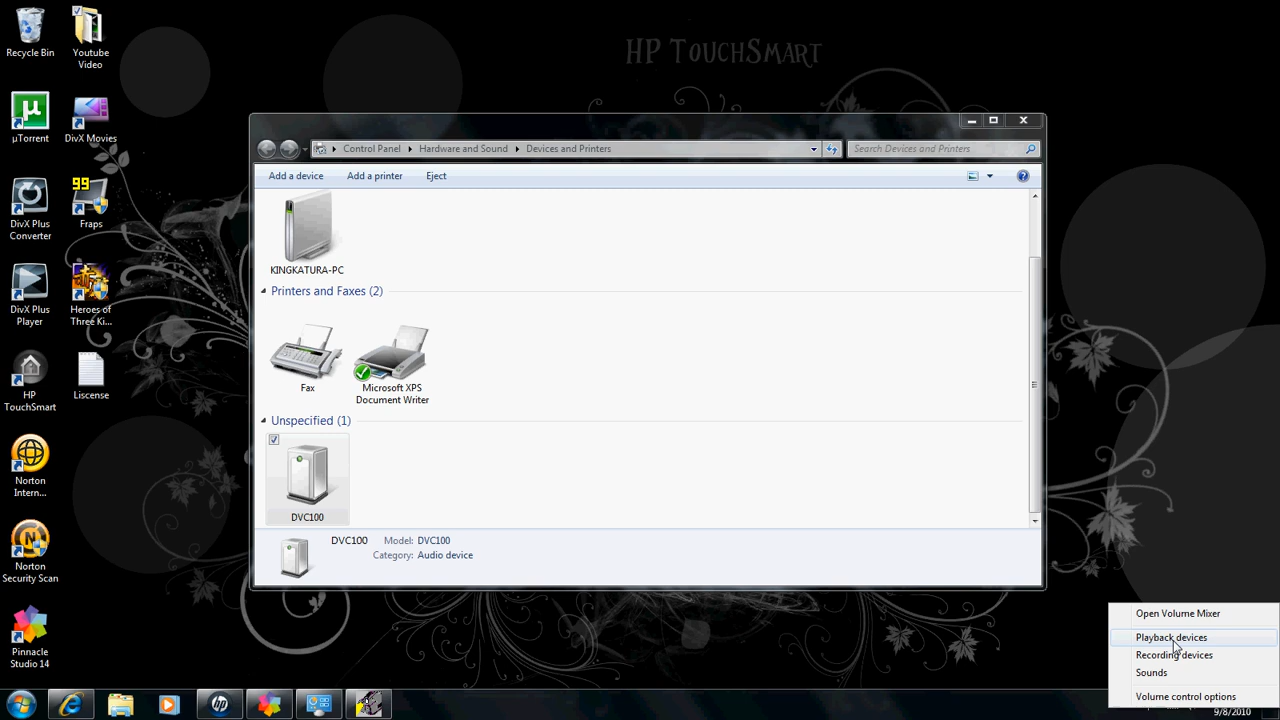 HP TouchSmart
Recycle Bin
Youtube
Video
µTorrent
DivX Movies
DivX Plus
Converter
99
Fraps
DivX Plus
Player
Heroes of
Three Ki...
HP
TouchSmart
Liscense
Norton
Intern...
Norton
Security Scan
Pinnacle
Studio 14
Control Panel
Hardware and Sound
Devices and Printers
Search Devices and Printers
Add a device
Add a printer
Eject
KINGKATURA-PC
Printers and Faxes (2)
Fax
Microsoft XPS
Document Writer
Unspecified (1)
DVC100
DVC100 Model: DVC100
Category: Audio device
Open Volume Mixer
Playback devices
Recording devices
Sounds
Volume control options
hp
9/8/2010